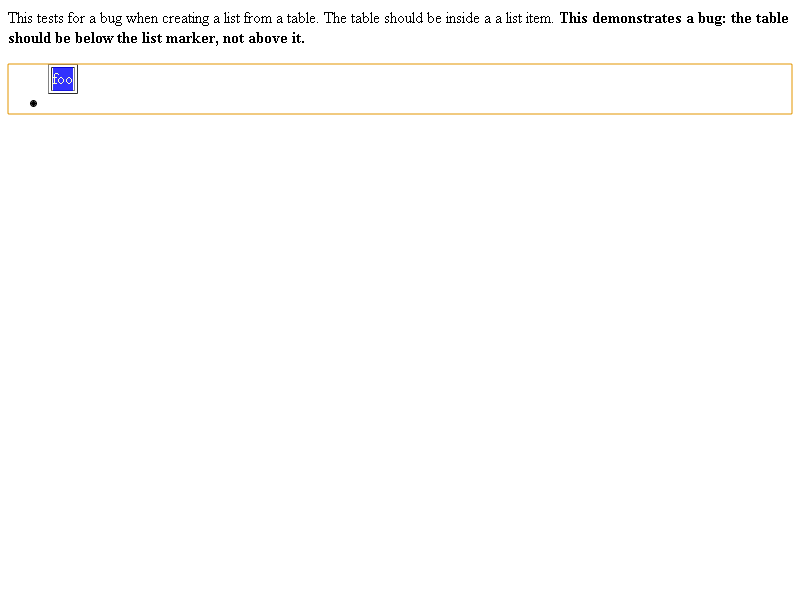 This tests for a bug when creating a list from a table. The table should be inside a a list item. This demonstrates a bug: the table
should be below the list marker, not above it.
foo